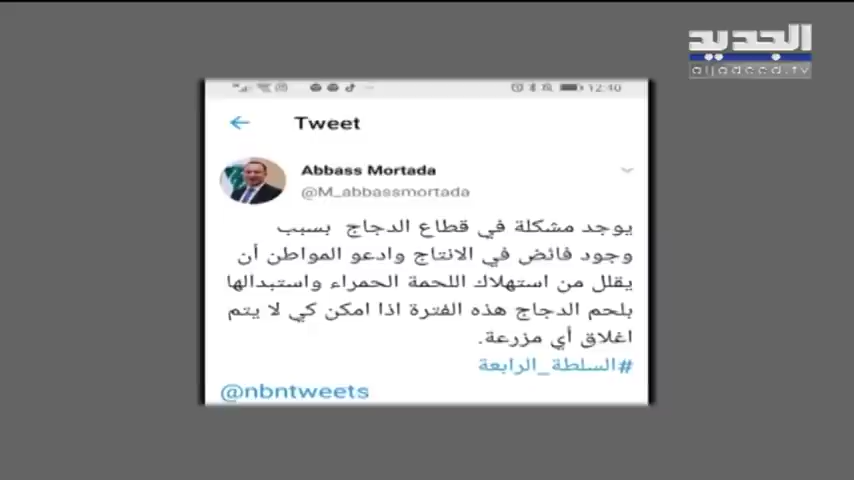 الجديد
aljadeed.tv
12:40
Tweet
Abbass Mortada
@M_abbassmortada
يوجد مشكلة في قطاع الدجاج بسبب
وجود فائض في الانتاج وادعو المواطن أن
يقلل من استهلاك اللحمة الحمراء واستبدالها
بلحم الدجاج هذه الفترة اذا امكن كي لا يتم
اغلاق أي مزرعة.
#السلطة_الرابعة
@nbntweets